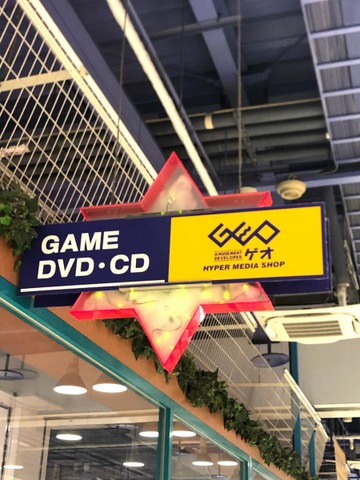 GAME
DVD・CD
GEO
AMUSEMENT
DEVELOPER
ゲオ
HYPER MEDIA SHOP